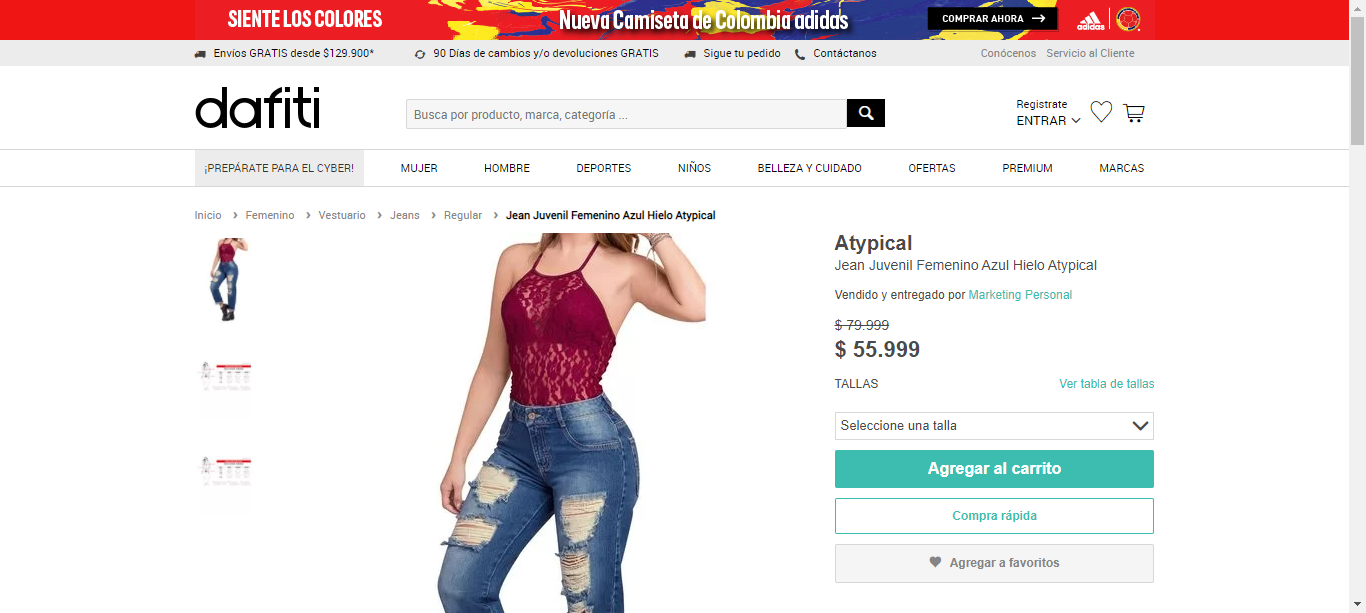 SIENTE LOS COLORES
Nueva Camiseta de Colombia adidas
COMPRAR AHORA
adidas
Envíos GRATIS desde $129.900*
90 Días de cambios y/o devoluciones GRATIS
Sigue tu pedido
Contáctanos
Conócenos
Servicio al Cliente
dafiti
Busca por producto, marca, categoría ...
Registrate
ENTRAR
¡PREPÁRATE PARA EL CYBER!
MUJER
HOMBRE
DEPORTES
NIÑOS
BELLEZA Y CUIDADO
OFERTAS
PREMIUM
MARCAS
Inicio > Femenino > Vestuario > Jeans > Regular > Jean Juvenil Femenino Azul Hielo Atypical
Atypical
Jean Juvenil Femenino Azul Hielo Atypical
Vendido y entregado por Marketing Personal
$ 79.999
$ 55.999
TALLAS
Ver tabla de tallas
Seleccione una talla
Agregar al carrito
Compra rápida
Agregar a favoritos